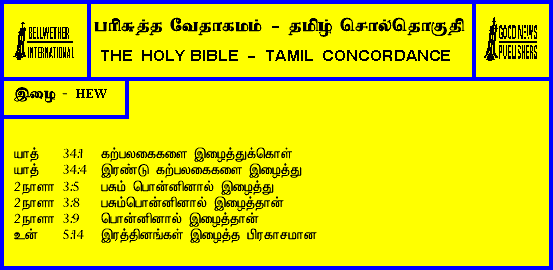 BELLWETHER
INTERNATIONAL
பரிசுத்த வேதாகமம் - தமிழ் சொல்தொகுதி
THE HOLY BIBLE - TAMIL CONCORDANCE
GOOD NEWS
PUBLISHERS
இழை - HEW
யாத் 34:1 கற்பலகைகளை இழைத்துக்கொள்
யாத் 34:4 இரண்டு கற்பலகைகளை இழைத்து
2நாளா 3:5 பசும் பொன்னினால் இழைத்து
2நாளா 3:8 பசும்பொன்னினால் இழைத்தான்
2நாளா 3:9 பொன்னினால் இழைத்தான்
உன் 5:14 இரத்தினங்கள் இழைத்த பிரகாசமான